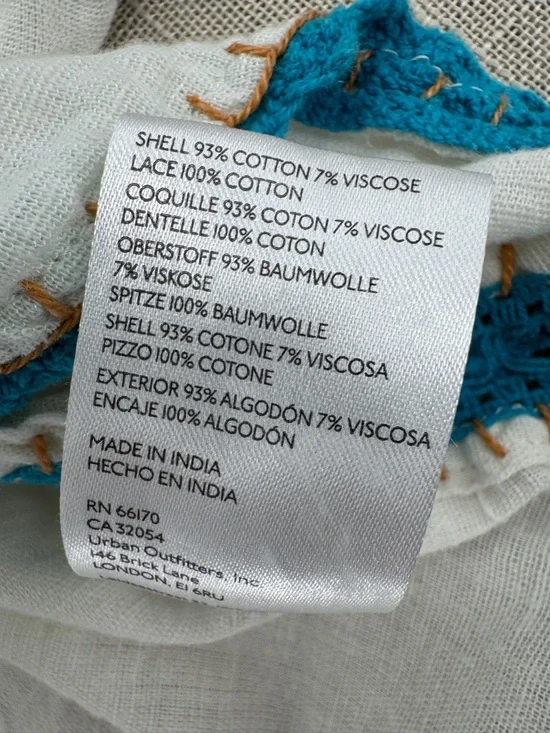 SHELL 93% COTTON 7% VISCOSE
LACE 100% COTTON
COQUILLE 93% COTON 7% VISCOSE
DENTELLE 100% COTON
OBERSTOFF 93% BAUMWOLLE
7% VISKOSE
SPITZE 100% BAUMWOLLE
SHELL 93% COTONE 7% VISCOSA
PIZZO 100% COTONE
EXTERIOR 93% ALGODÓN 7% VISCOSA
ENCAJE 100% ALGODÓN
MADE IN INDIA
HECHO EN INDIA
RN 66170
CA 32054
Urban Outfitters, Inc
146 Brick Lane
LONDON, E1 6RU